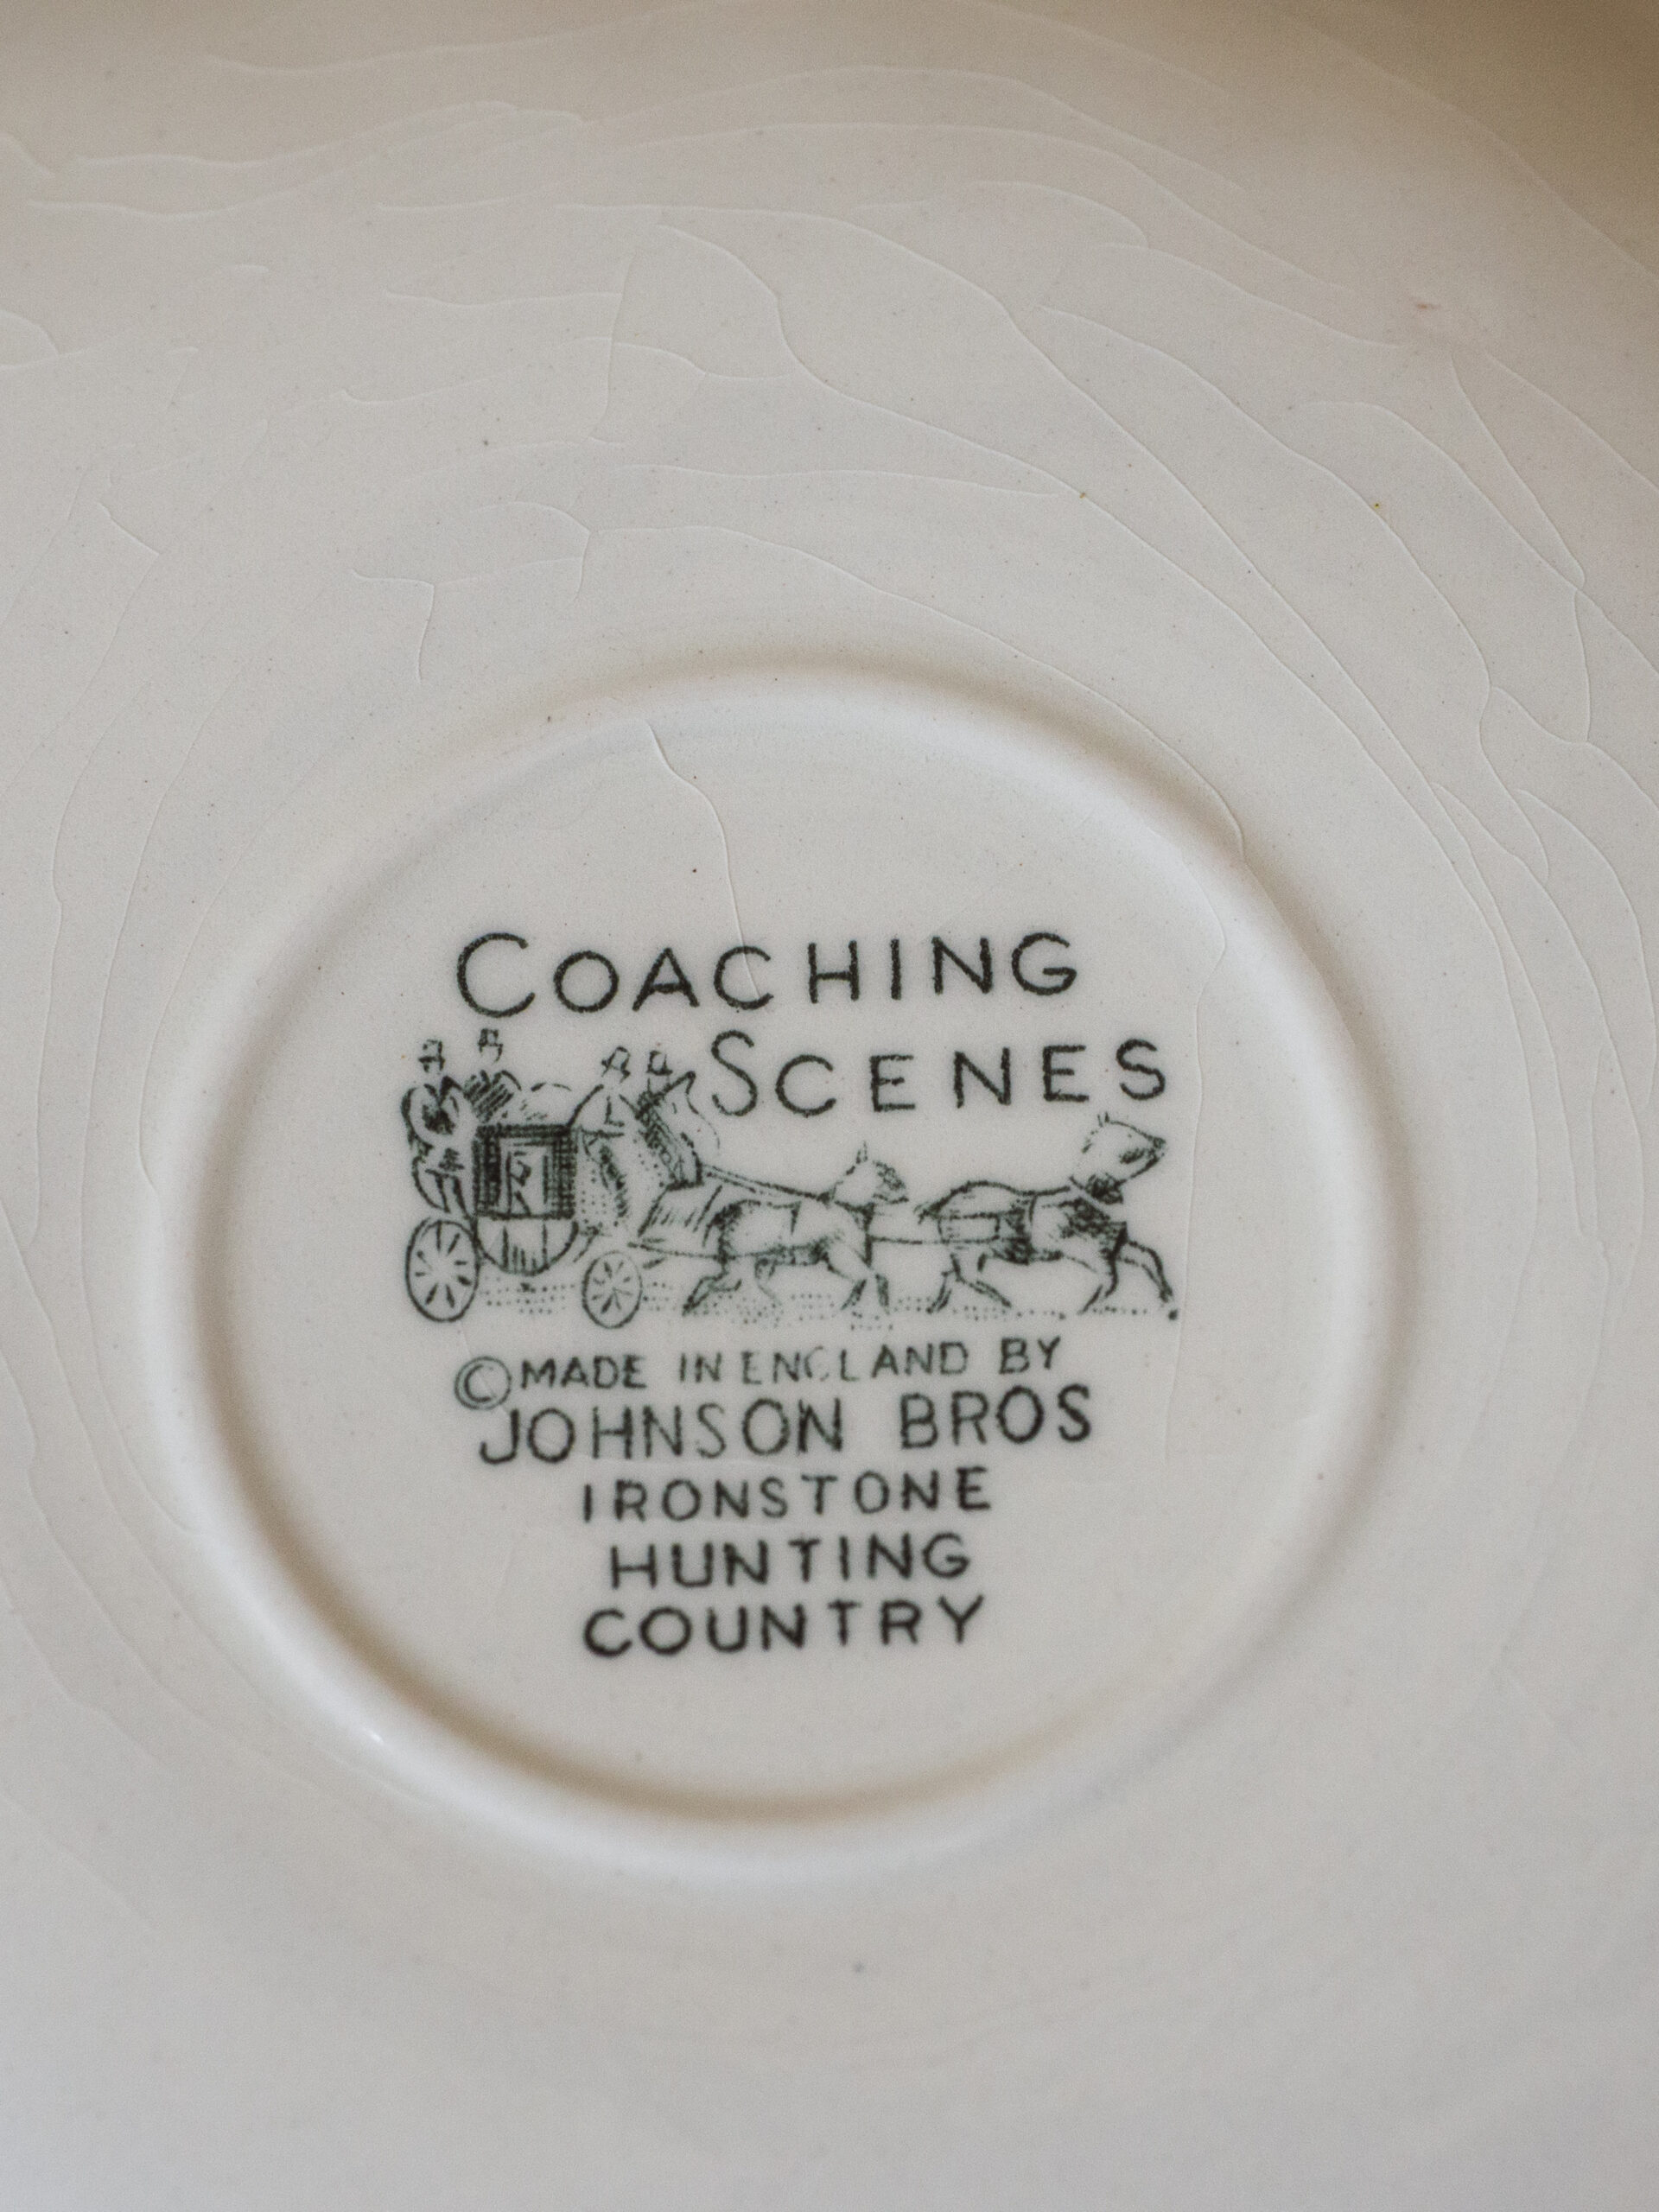 COACHING
SCENES
©MADE IN ENGLAND BY
JOHNSON BROS
IRONSTONE
HUNTING
COUNTRY